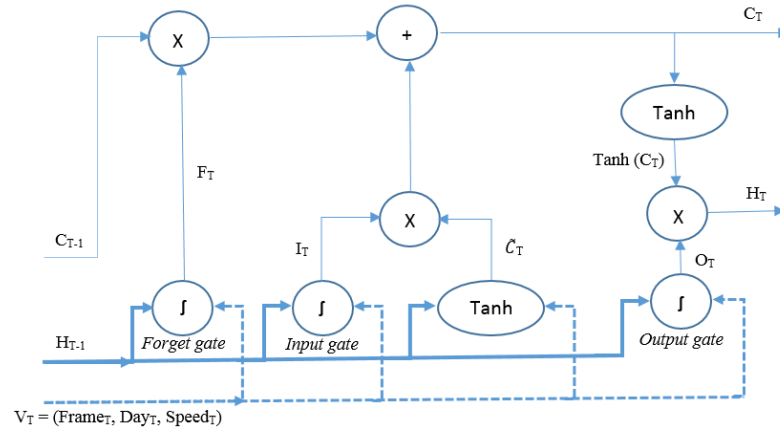 C_T
X
+
Tanh
F_T
Tanh (C_T)
H_T
X
X
C_T-1
I_T
C̃_T
O_T
∫
∫
Tanh
∫
H_T-1
Forget gate
Input gate
Output gate
V_T = (Frame_T, Day_T, Speed_T)